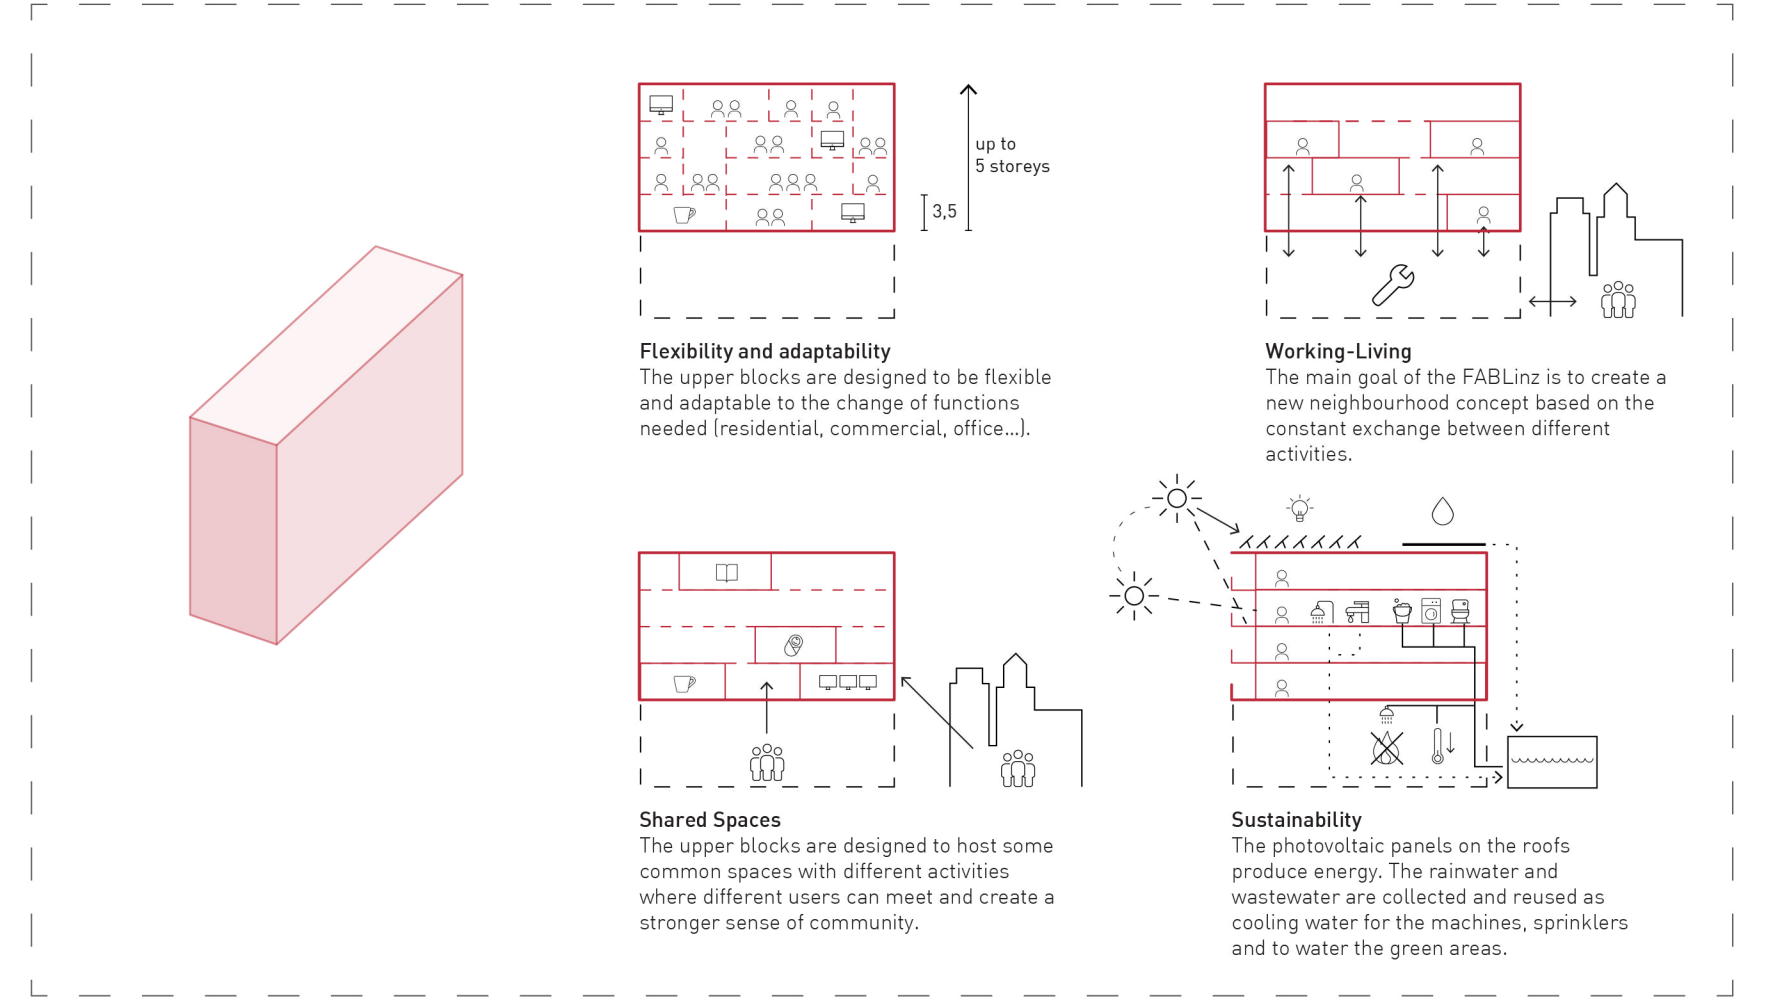 up to
5 storeys
3,5
Flexibility and adaptability
The upper blocks are designed to be flexible
and adaptable to the change of functions
needed (residential, commercial, office...).
Working-Living
The main goal of the FABLinz is to create a
new neighbourhood concept based on the
constant exchange between different
activities.
Shared Spaces
The upper blocks are designed to host some
common spaces with different activities
where different users can meet and create a
stronger sense of community.
Sustainability
The photovoltaic panels on the roofs
produce energy. The rainwater and
wastewater are collected and reused as
cooling water for the machines, sprinklers
and to water the green areas.